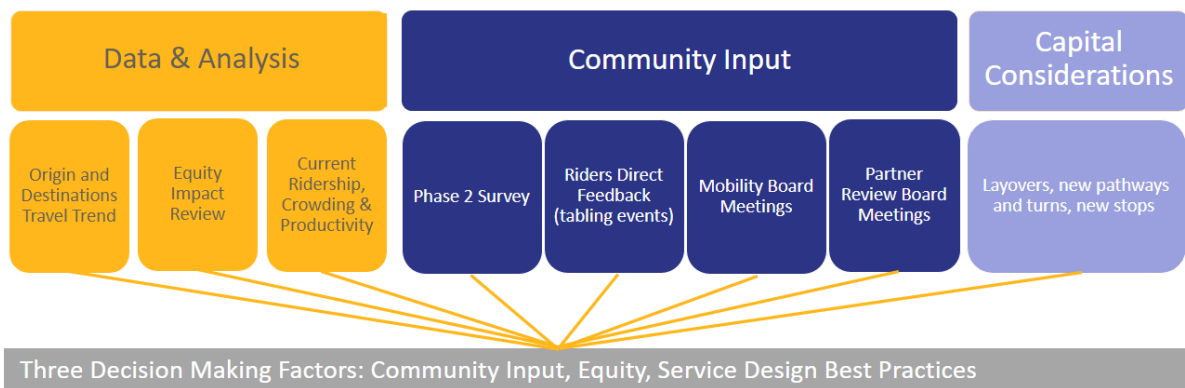 Data & Analysis
Community Input
Capital
Considerations
Origin and
Destinations
Travel Trend
Equity
Impact
Review
Current
Ridership,
Crowding &
Productivity
Phase 2 Survey
Riders Direct
Feedback
(tabling events)
Mobility Board
Meetings
Partner
Review Board
Meetings
Layovers, new pathways
and turns, new stops
Three Decision Making Factors: Community Input, Equity, Service Design Best Practices